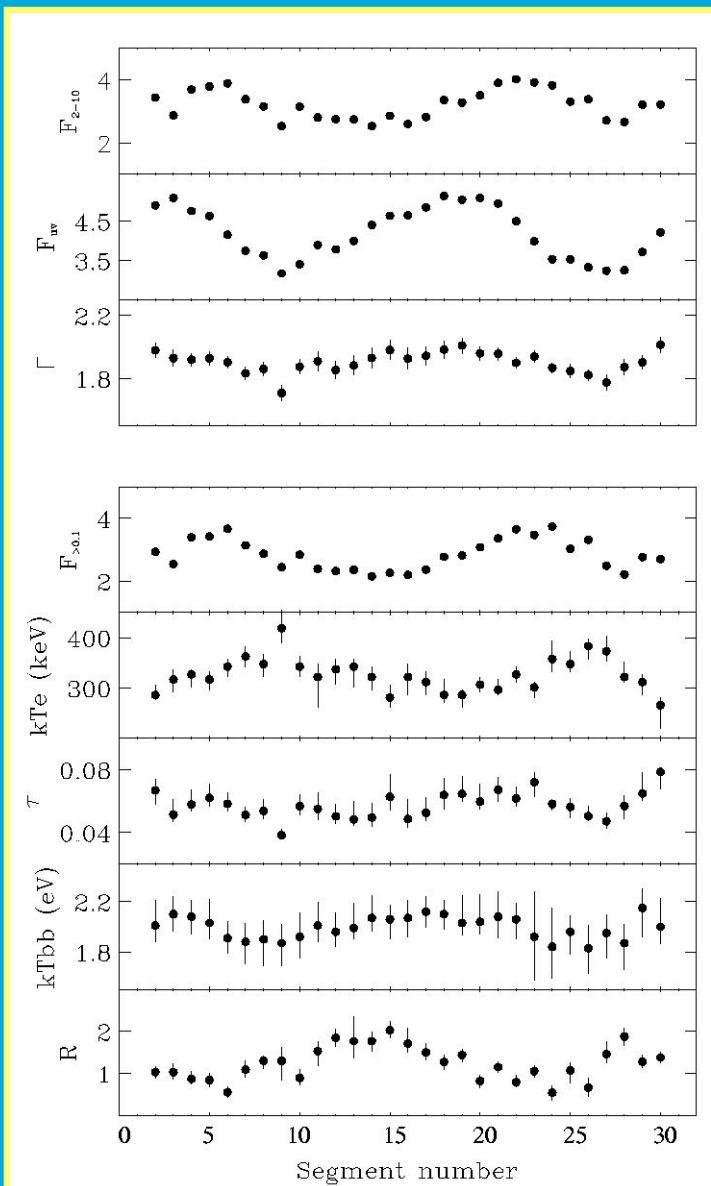 F2-10
4
2
Fuv
4.5
3.5
Γ
2.2
1.8
F>0.1
4
2
kTe (keV)
400
300
τ
0.08
0.04
kTbb (eV)
2.2
1.8
R
2
1
0 5 10 15 20 25 30
Segment number